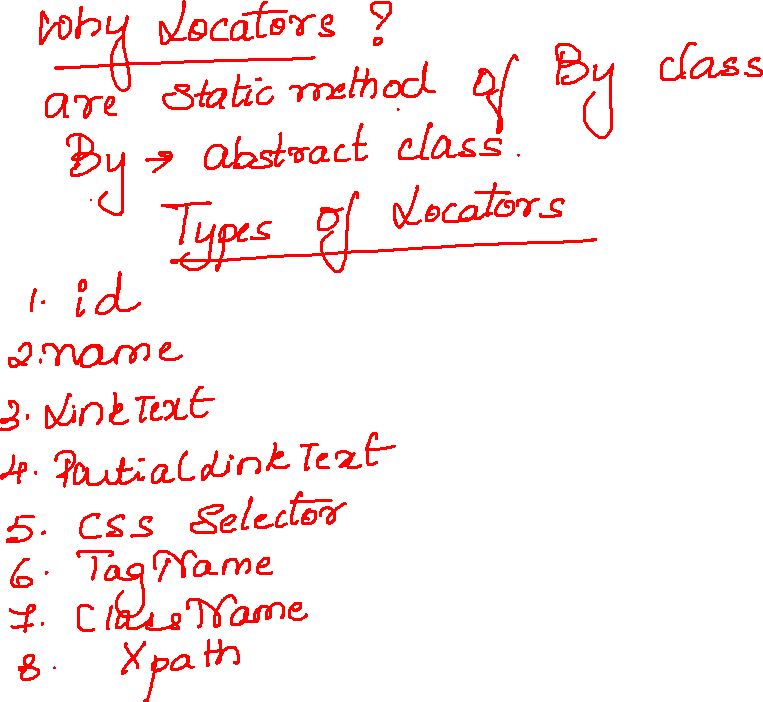 Why Locators ?
are static method of By class
By → abstract class.
Types of Locators
1. id
2. name
3. LinkText
4. PartialLinkText
5. CSS Selector
6. TagName
7. ClassName
8. Xpath